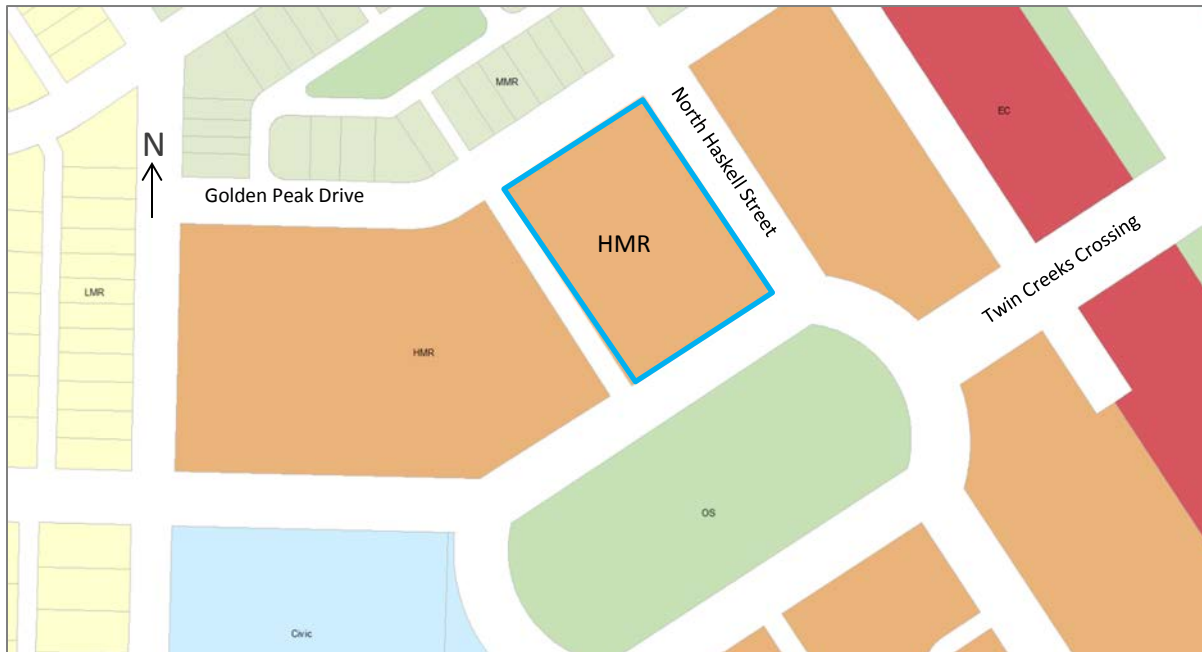 MMR
North Haskell Street
EC
N
Golden Peak Drive
HMR
Twin Creeks Crossing
LMR
HMR
OS
Civic